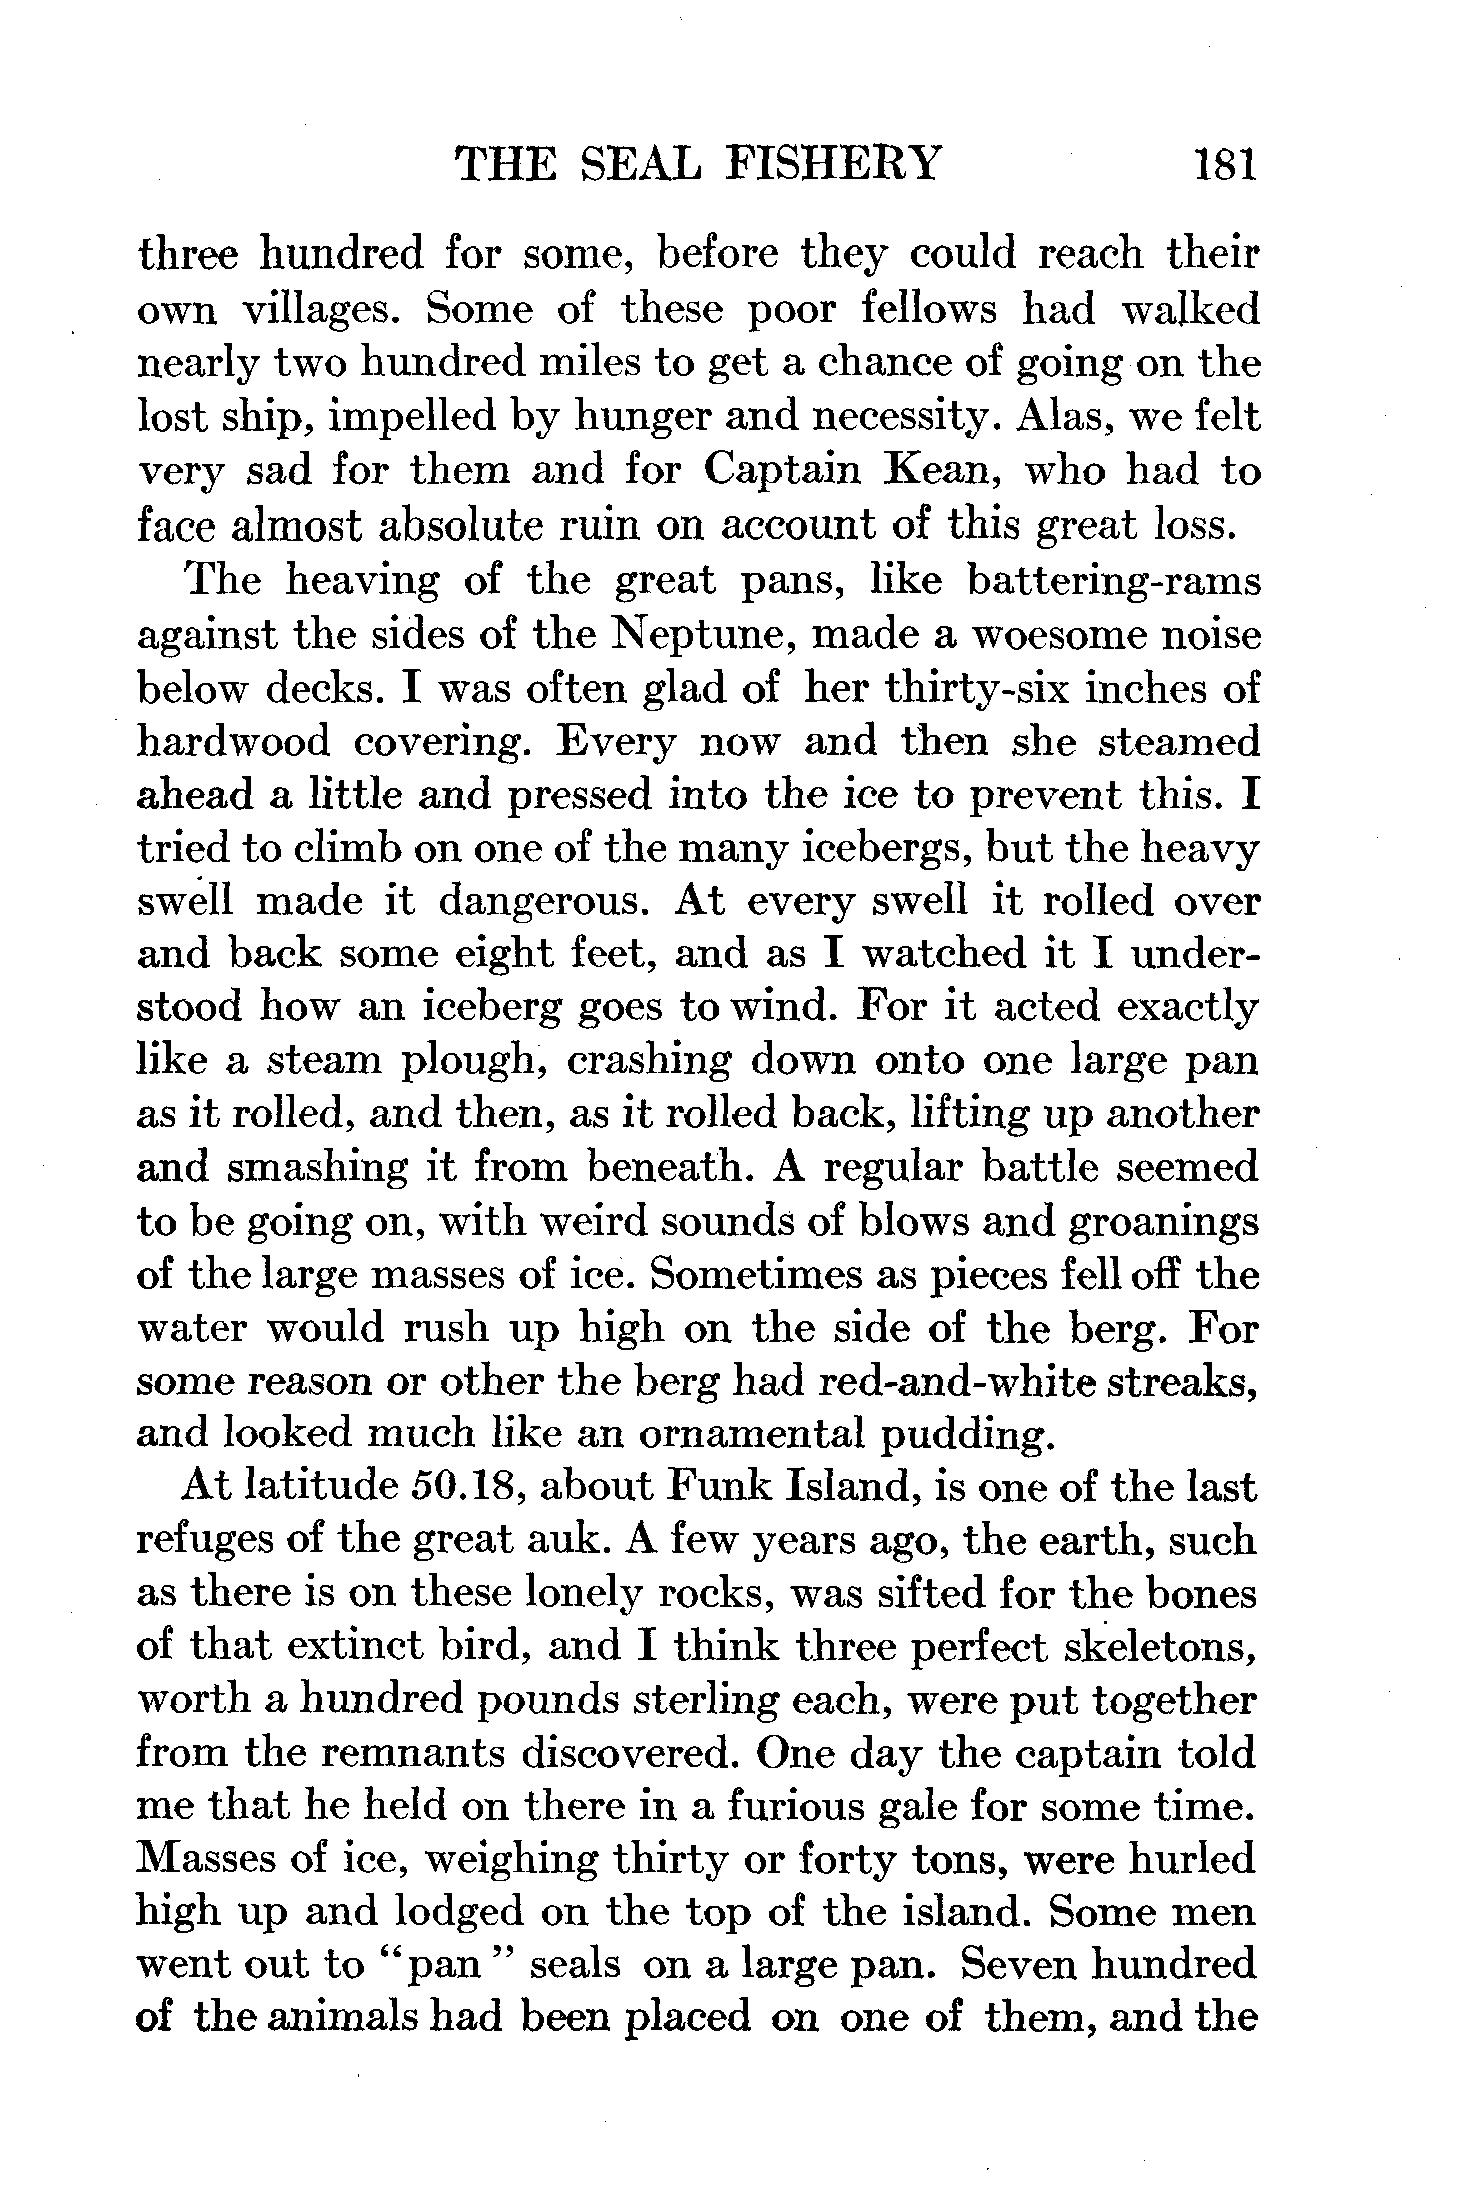 THE SEAL FISHERY 181
three hundred for some, before they could reach their
own villages. Some of these poor fellows had walked
nearly two hundred miles to get a chance of going on the
lost ship, impelled by hunger and necessity. Alas, we felt
very sad for them and for Captain Kean, who had to
face almost absolute ruin on account of this great loss.
The heaving of the great pans, like battering-rams
against the sides of the Neptune, made a woesome noise
below decks. I was often glad of her thirty-six inches of
hardwood covering. Every now and then she steamed
ahead a little and pressed into the ice to prevent this. I
tried to climb on one of the many icebergs, but the heavy
swell made it dangerous. At every swell it rolled over
and back some eight feet, and as I watched it I under-
stood how an iceberg goes to wind. For it acted exactly
like a steam plough, crashing down onto one large pan
as it rolled, and then, as it rolled back, lifting up another
and smashing it from beneath. A regular battle seemed
to be going on, with weird sounds of blows and groanings
of the large masses of ice. Sometimes as pieces fell off the
water would rush up high on the side of the berg. For
some reason or other the berg had red-and-white streaks,
and looked much like an ornamental pudding.
At latitude 50.18, about Funk Island, is one of the last
refuges of the great auk. A few years ago, the earth, such
as there is on these lonely rocks, was sifted for the bones
of that extinct bird, and I think three perfect skeletons,
worth a hundred pounds sterling each, were put together
from the remnants discovered. One day the captain told
me that he held on there in a furious gale for some time.
Masses of ice, weighing thirty or forty tons, were hurled
high up and lodged on the top of the island. Some men
went out to “pan” seals on a large pan. Seven hundred
of the animals had been placed on one of them, and the